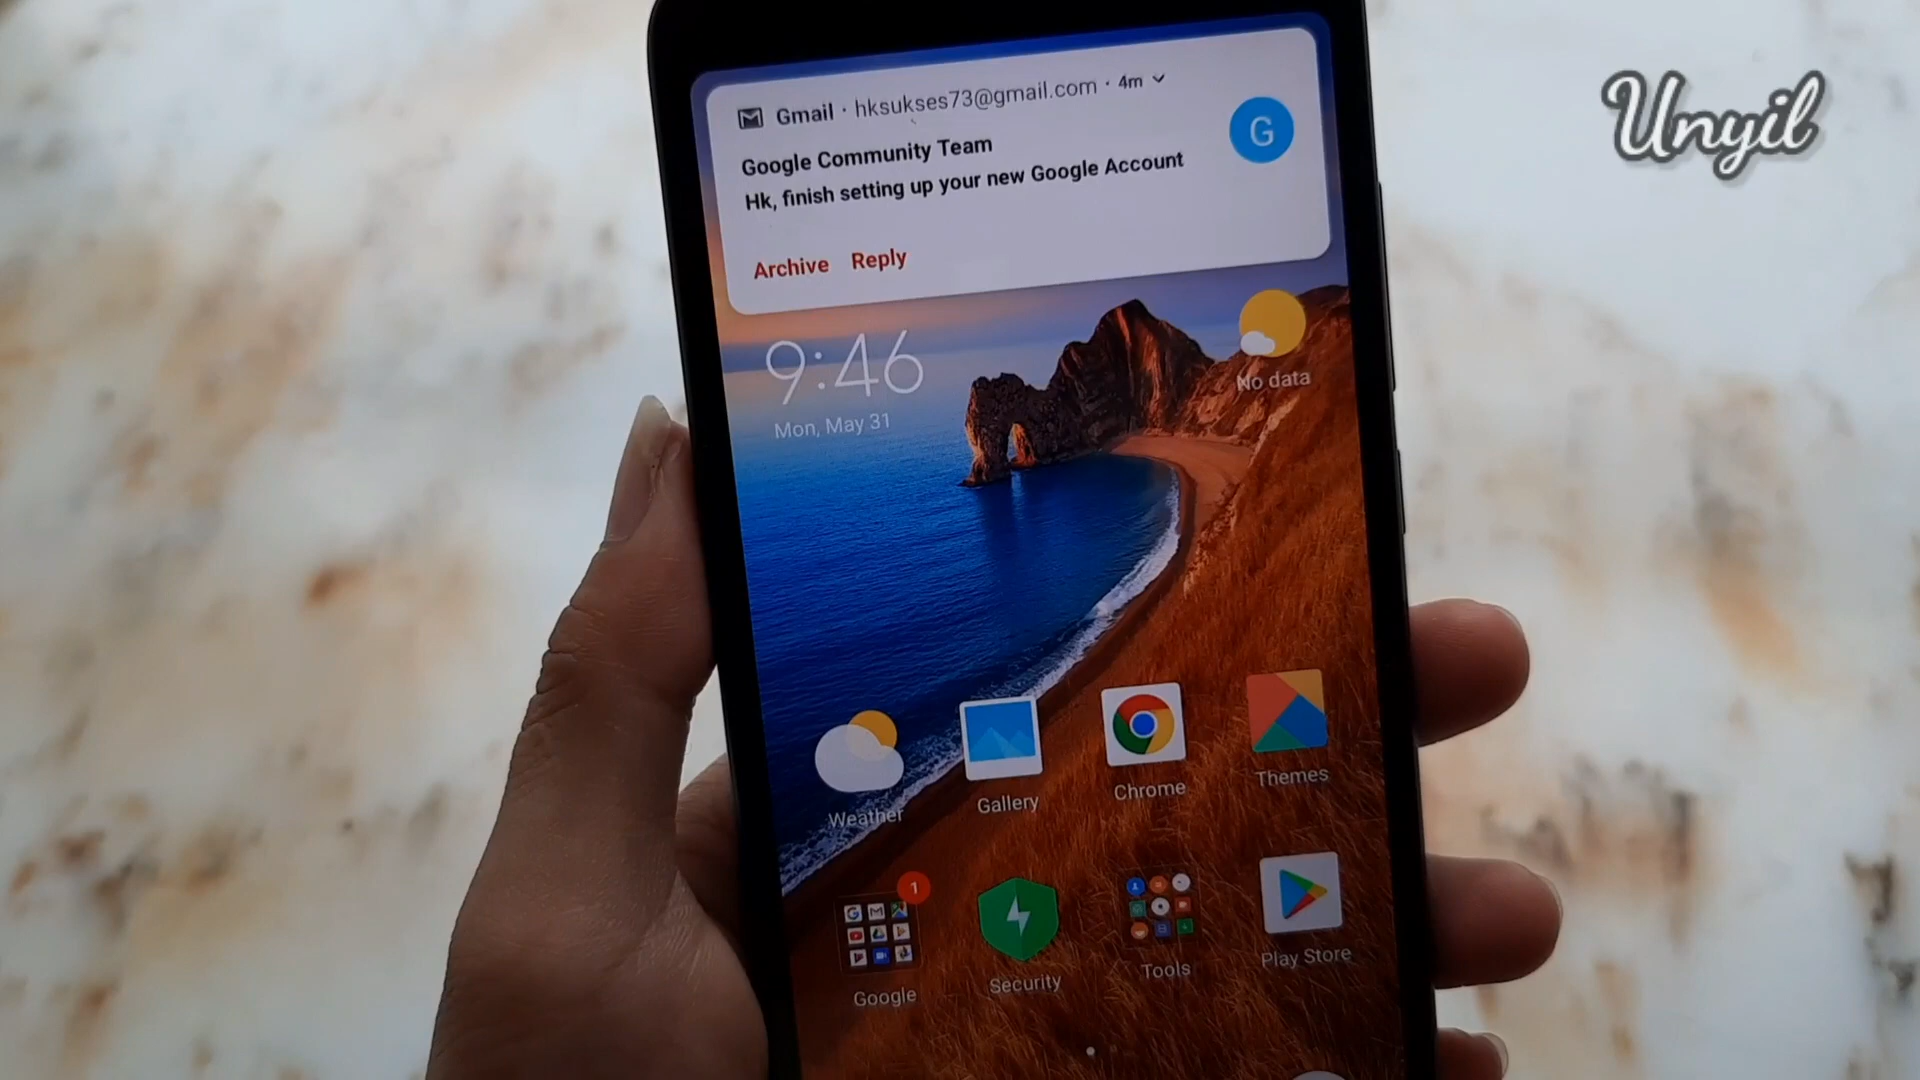 Unyil
Gmail · hksukses73@gmail.com · 4m
G
Google Community Team
Hk, finish setting up your new Google Account
Archive Reply
9:46
Mon, May 31
No data
Weather
Gallery
Chrome
Themes
1
Google
Security
Tools
Play Store